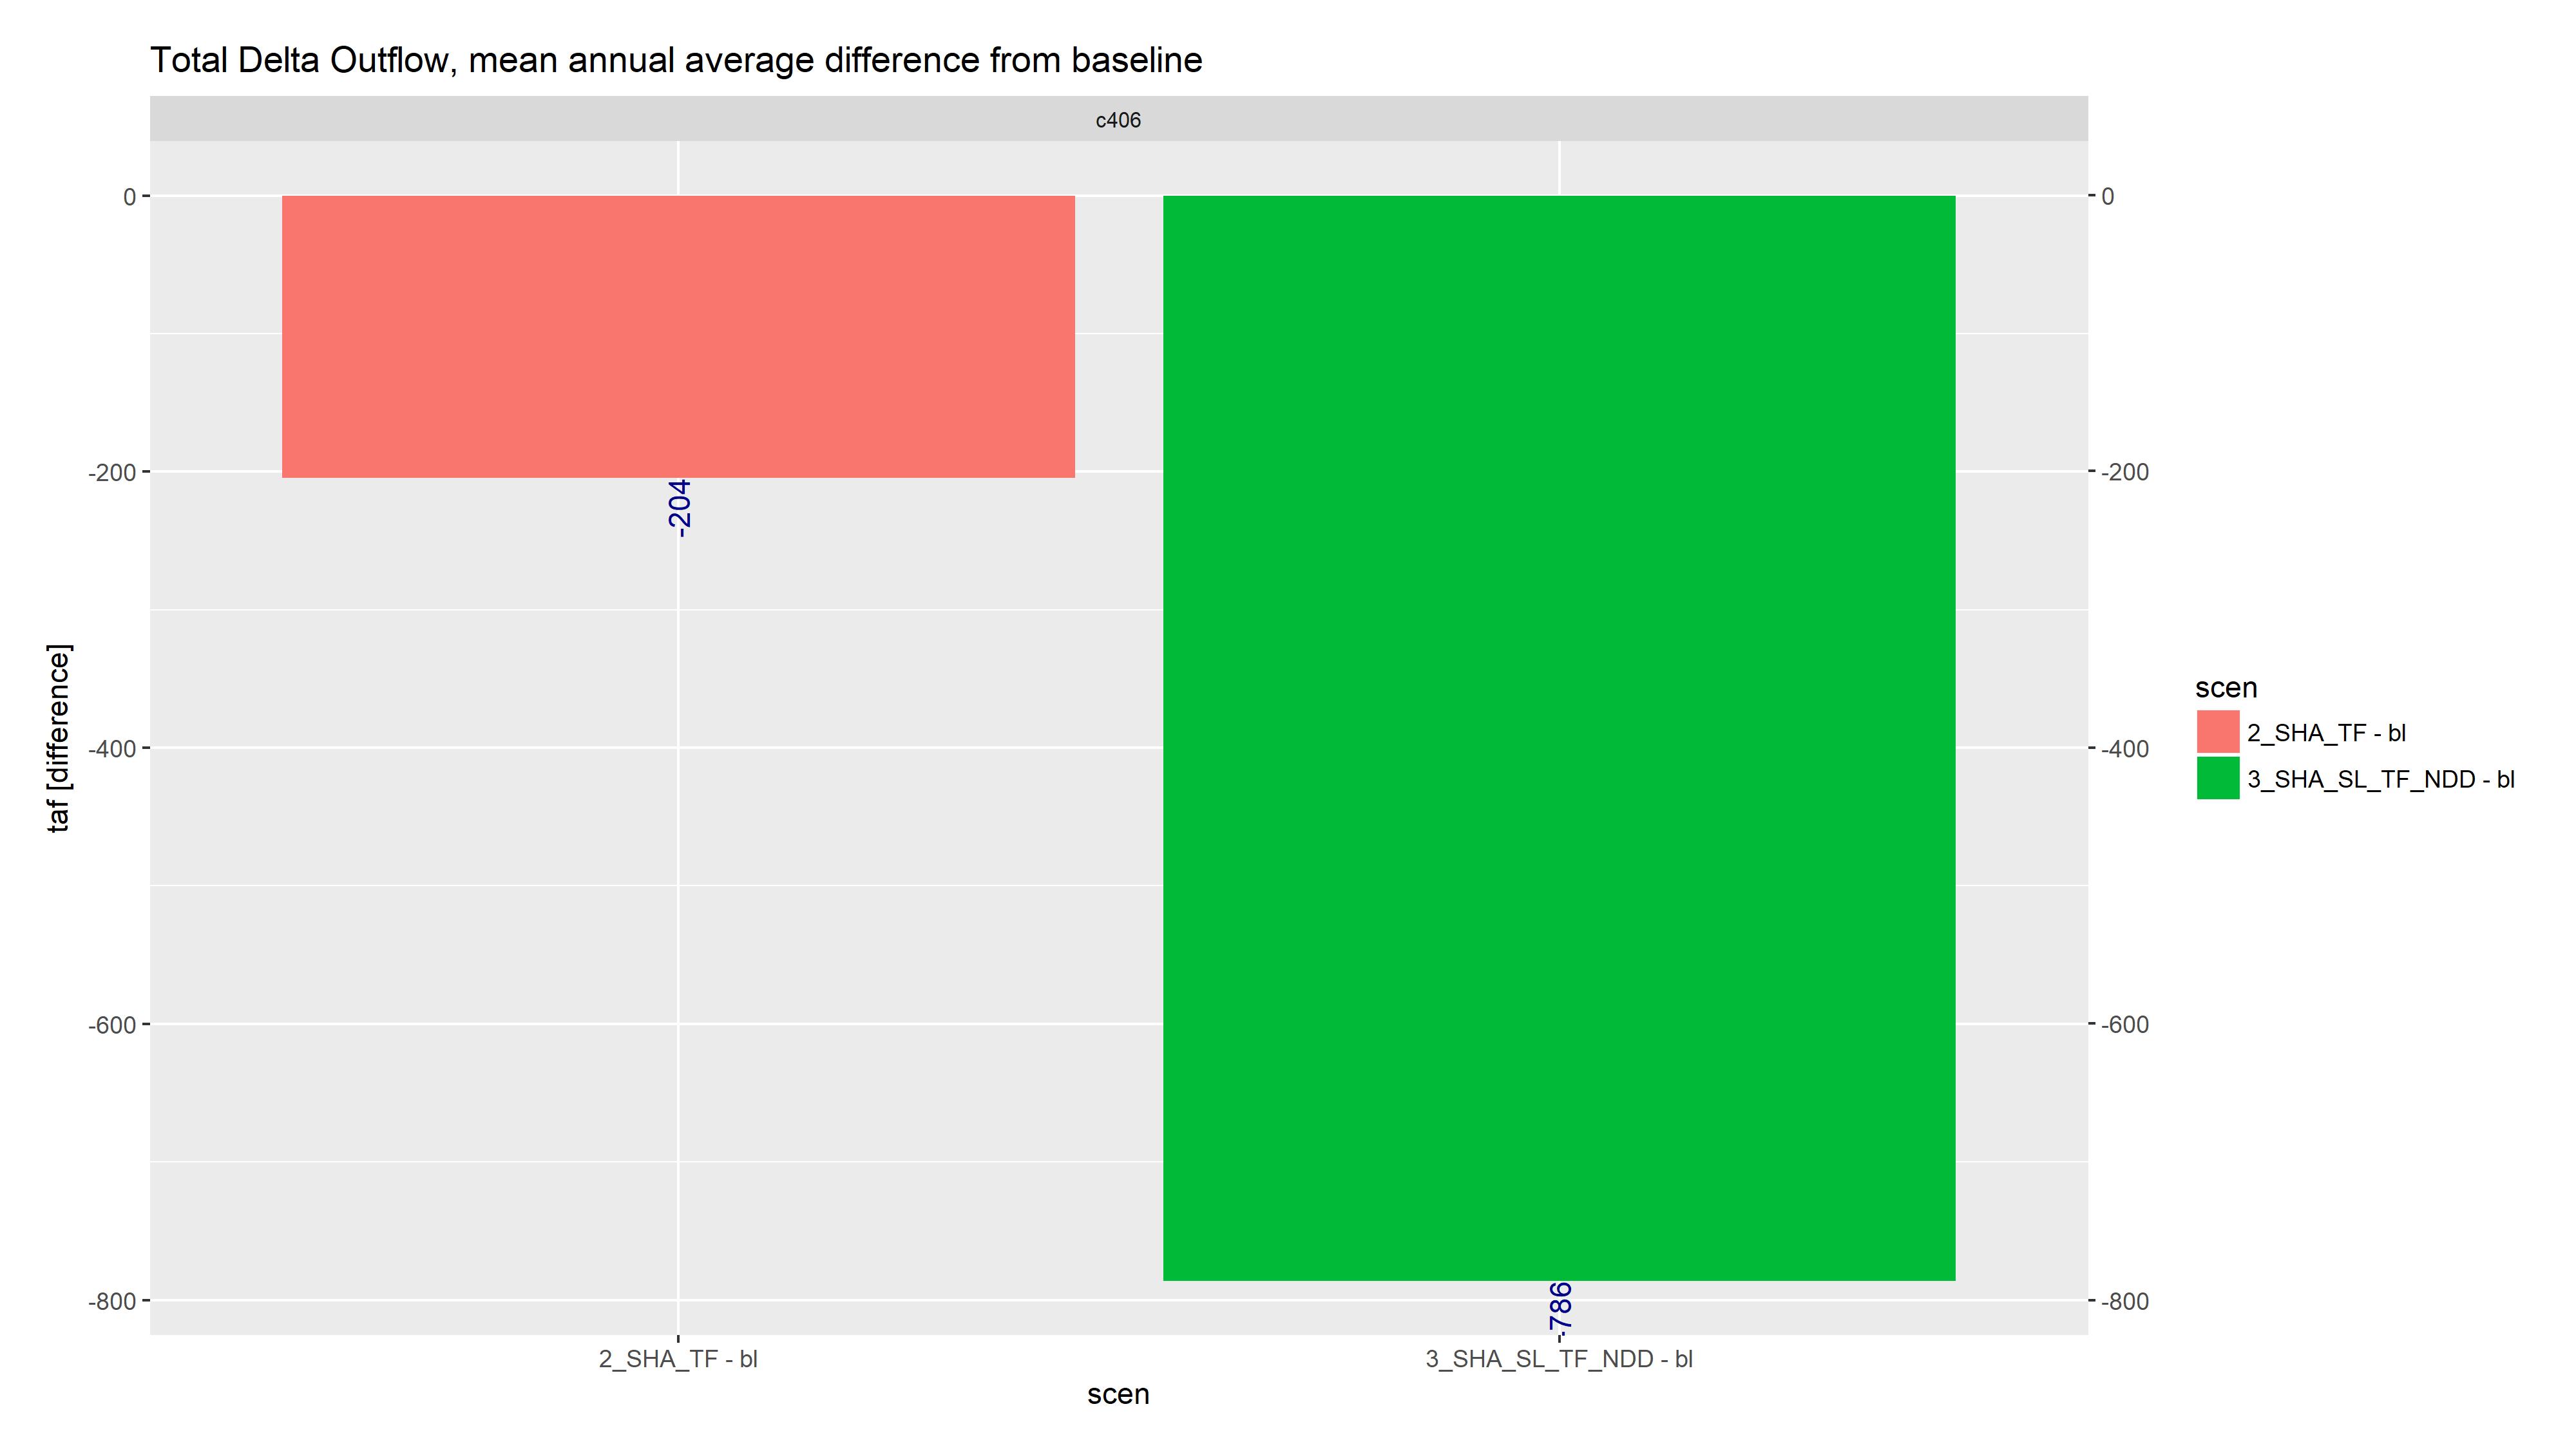 Total Delta Outflow, mean annual average difference from baseline
c406
0
-200
-400
-600
-800
0
-200
-400
-600
-800
taf [difference]
-204
-786
2_SHA_TF - bl
3_SHA_SL_TF_NDD - bl
scen
scen
2_SHA_TF - bl
3_SHA_SL_TF_NDD - bl